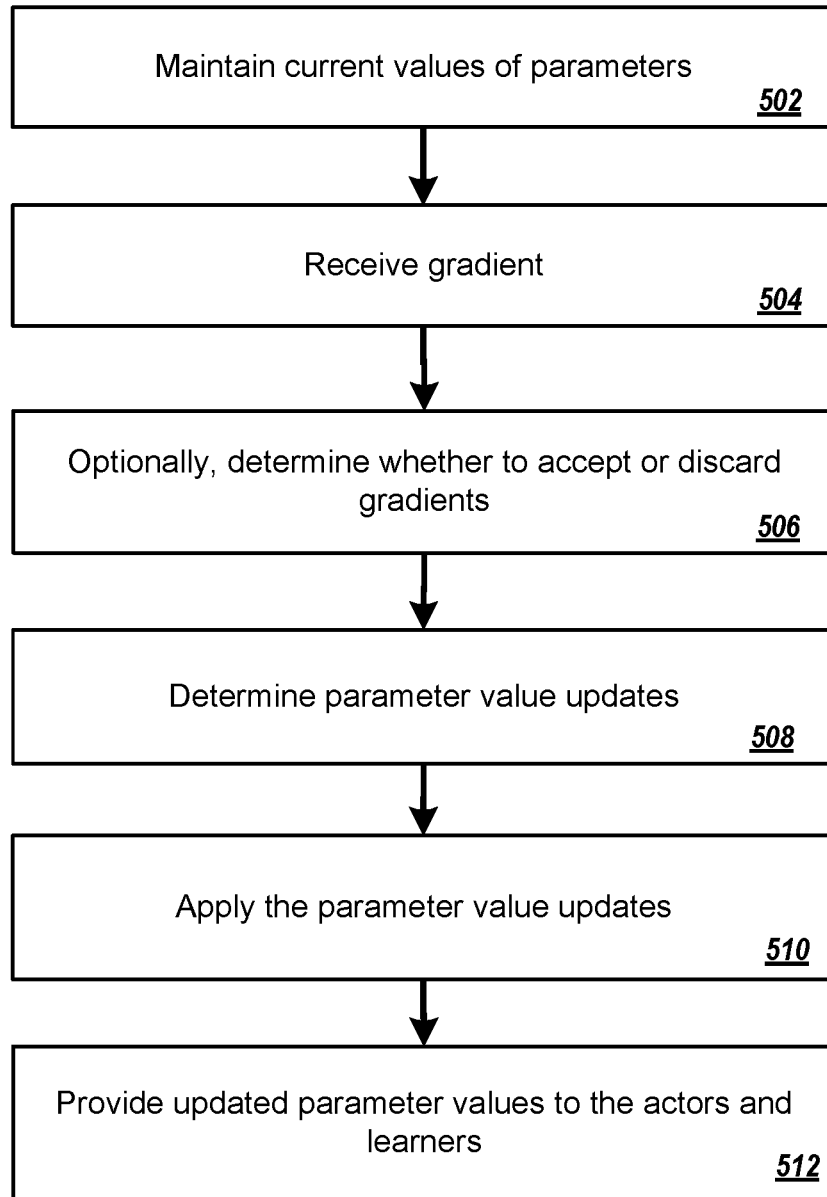 Maintain current values of parameters
502
Receive gradient
504
Optionally, determine whether to accept or discard
gradients
506
Determine parameter value updates
508
Apply the parameter value updates
510
Provide updated parameter values to the actors and
learners
512